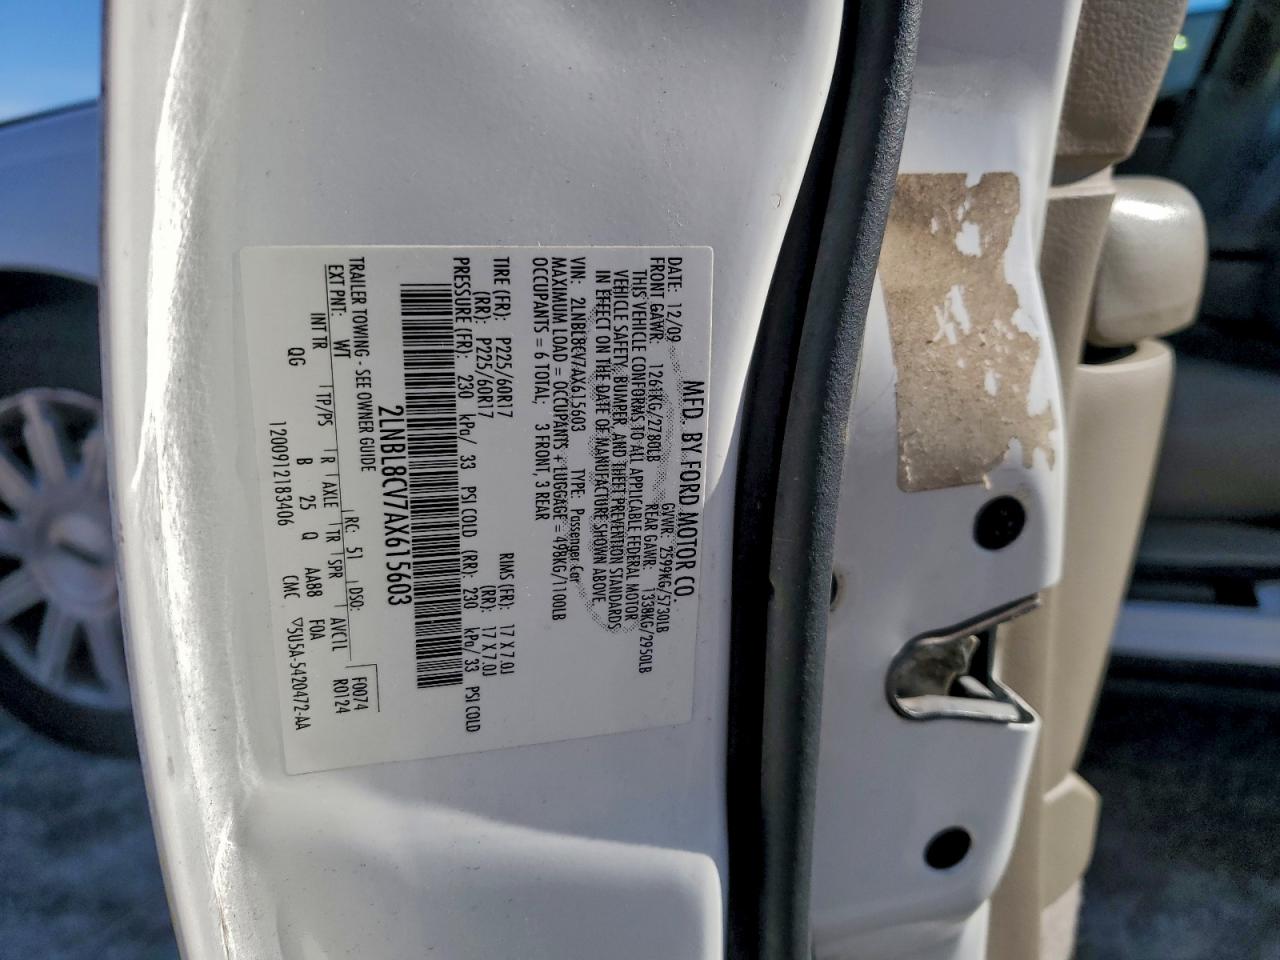 MFD. BY FORD MOTOR CO.
DATE: 12/09 GVWR: 2599KG/5730LB
FRONT GAWR: 1261KG/2780LB REAR GAWR: 1338KG/2950LB
THIS VEHICLE CONFORMS TO ALL APPLICABLE FEDERAL MOTOR
VEHICLE SAFETY, BUMPER, AND THEFT PREVENTION STANDARDS
IN EFFECT ON THE DATE OF MANUFACTURE SHOWN ABOVE.
VIN: 2LNBL8CV7AX615603 TYPE: Passenger Car
MAXIMUM LOAD = OCCUPANTS + LUGGAGE = 498KG/1100LB
OCCUPANTS = 6 TOTAL: 3 FRONT, 3 REAR
TIRE (FR): P225/60R17 RIMS (FR): 17 X 7.0J
(RR): P225/60R17 (RR): 17 X 7.0J
PRESSURE (FR): 230 kPa/ 33 PSI COLD (RR): 230 kPa/ 33 PSI COLD
2LNBL8CV7AX615603
TRAILER TOWING - SEE OWNER GUIDE F0074
EXT PNT: WT RC: 51 DSO: R0124
INT TR TP/PS R AXLE TR SPR AVCTL
QG B 25 Q AABB FOA
12009121B3406 CMC ▽5U5A-5420472-AA